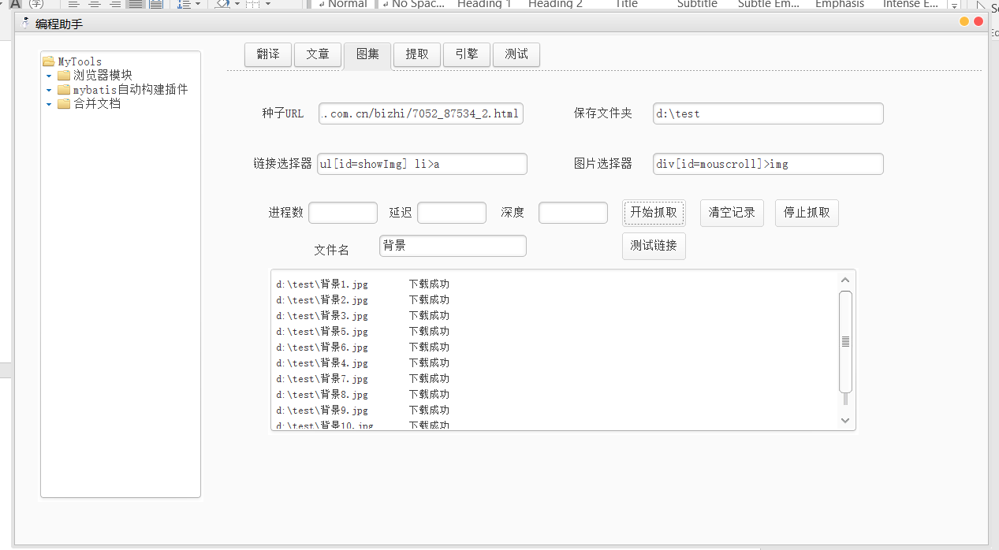 Normal No Spac... Heading 1 Heading 2 Title Subtitle Subtle Em... Emphasis Intense E...
编程助手
MyTools
浏览器模块
mybatis自动构建插件
合并文档
翻译 文章 图集 提取 引擎 测试
种子URL ..com.cn/bizhi/7052_87534_2.html 保存文件夹 d:\test
链接选择器 ul[id=showImg] li>a 图片选择器 div[id=mouscroll]>img
进程数 延迟 深度 开始抓取 清空记录 停止抓取
文件名 背景 测试链接
d:\test\背景1.jpg 下载成功
d:\test\背景2.jpg 下载成功
d:\test\背景3.jpg 下载成功
d:\test\背景5.jpg 下载成功
d:\test\背景6.jpg 下载成功
d:\test\背景4.jpg 下载成功
d:\test\背景7.jpg 下载成功
d:\test\背景8.jpg 下载成功
d:\test\背景9.jpg 下载成功
d:\test\背景10.jpg 下载成功